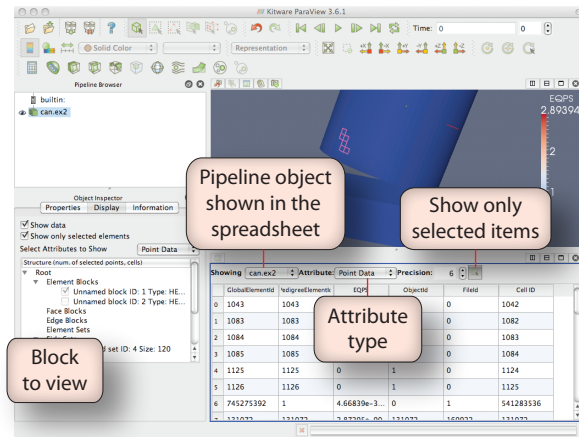 Kitware ParaView 3.6.1
Time: 0 0
Solid Color
Representation
Pipeline Browser
builtin:
can.ex2
EQPS
2.89394
2
1
Pipeline object
shown in the
spreadsheet
Show only
selected items
Object Inspector
Properties Display Information
Show data
Show only selected elements
Select Attributes to Show Point Data
Structure (num. of selected points, cells)
Root
Element Blocks
Unnamed block ID: 1 Type: HE...
Unnamed block ID: 2 Type: HE...
Face Blocks
Edge Blocks
Element Sets
set ID: 4 Size: 120
Block
to view
Showing can.ex2 Attribute: Point Data Precision: 6
GlobalElementId EQPS ObjectId FileId Cell ID
0 1043 1043 0 1042
1 1083 1083 0 1082
2 1084 1084 0 1083
3 1085 1085 0 1084
4 1125 1125 0 1 0 1124
5 1126 1126 0 1 0 1125
6 745275392 1 4.66839e-3... 0 1 541283536
Attribute
type